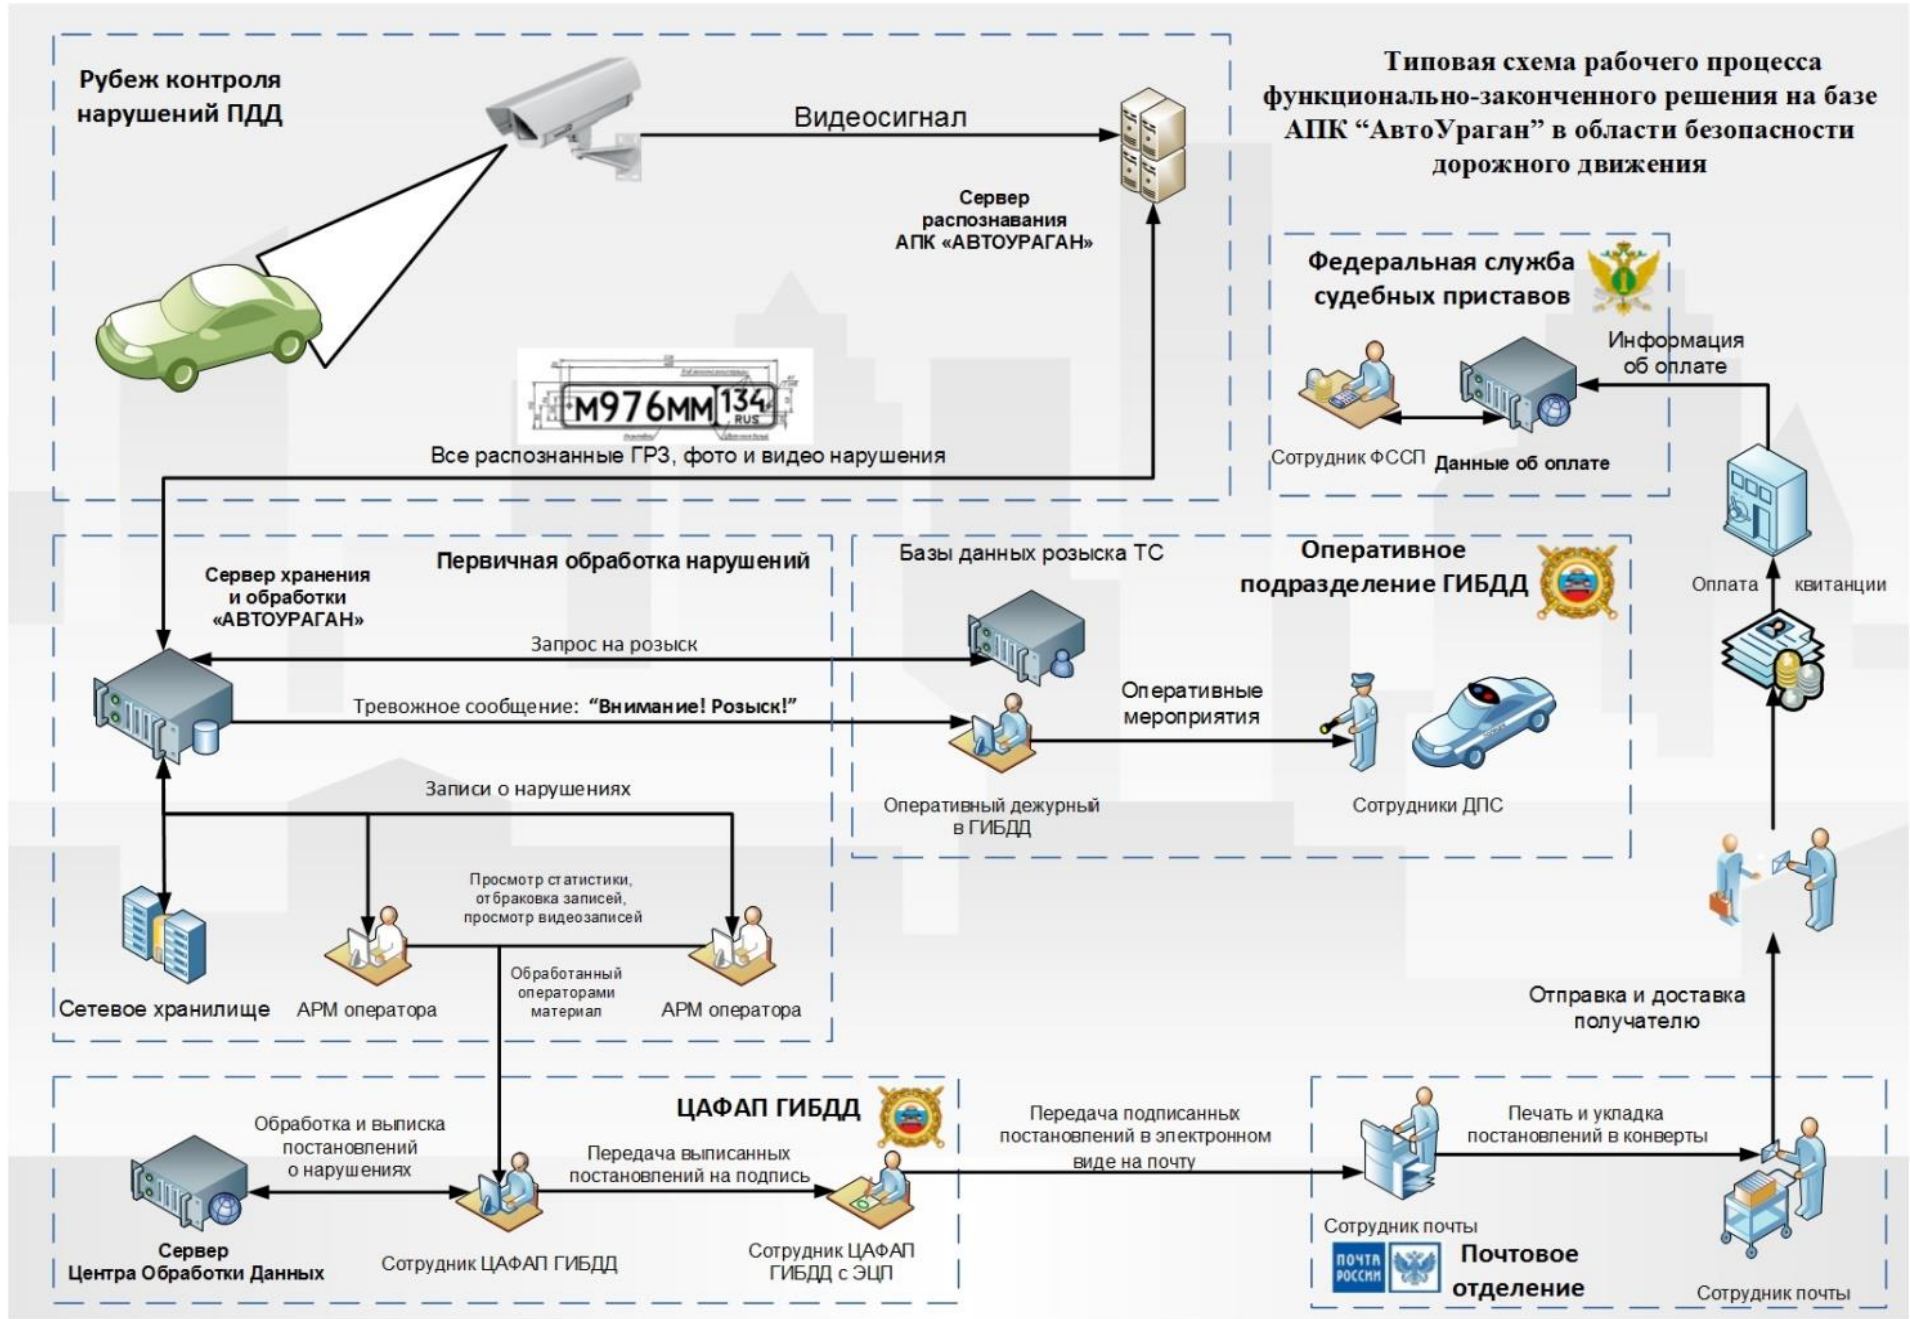 Рубеж контроля
нарушений ПДД
Видеосигнал
Типовая схема рабочего процесса
функционально-законченного решения на базе
АПК “АвтоУраган” в области безопасности
дорожного движения
Сервер
распознавания
АПК «АВТОУРАГАН»
М976ММ 134
RUS
Все распознанные ГРЗ, фото и видео нарушения
Федеральная служба
судебных приставов
Информация
об оплате
Сотрудник ФССП
Данные об оплате
Первичная обработка нарушений
Сервер хранения
и обработки
«АВТОУРАГАН»
Базы данных розыска ТС
Оперативное
подразделение ГИБДД
Оплата квитанции
Запрос на розыск
Тревожное сообщение: “Внимание! Розыск!”
Оперативные
мероприятия
Оперативный дежурный
в ГИБДД
Сотрудники ДПС
Записи о нарушениях
Просмотр статистики,
отбраковка записей,
просмотр видеозаписей
Обработанный
операторами
материал
Сетевое хранилище
АРМ оператора
АРМ оператора
Отправка и доставка
получателю
ЦАФАП ГИБДД
Обработка и выписка
постановлений
о нарушениях
Передача выписанных
постановлений на подпись
Передача подписанных
постановлений в электронном
виде на почту
Печать и укладка
постановлений в конверты
Сервер
Центра Обработки Данных
Сотрудник ЦАФАП ГИБДД
Сотрудник ЦАФАП
ГИБДД с ЭЦП
Сотрудник почты
ПОЧТА
РОССИИ
Почтовое
отделение
Сотрудник почты